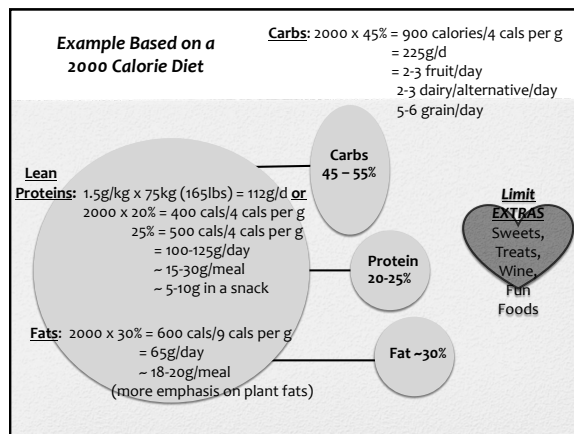 Example Based on a
2000 Calorie Diet
Carbs: 2000 x 45% = 900 calories/4 cals per g
= 225g/d
= 2-3 fruit/day
2-3 dairy/alternative/day
5-6 grain/day
Carbs
45 – 55%
Lean
Proteins: 1.5g/kg x 75kg (165lbs) = 112g/d or
2000 x 20% = 400 cals/4 cals per g
25% = 500 cals/4 cals per g
= 100-125g/day
~ 15-30g/meal
~ 5-10g in a snack
Protein
20-25%
Limit
EXTRAS
Sweets,
Treats,
Wine,
Fun
Foods
Fats: 2000 x 30% = 600 cals/9 cals per g
= 65g/day
~ 18-20g/meal
(more emphasis on plant fats)
Fat ~30%